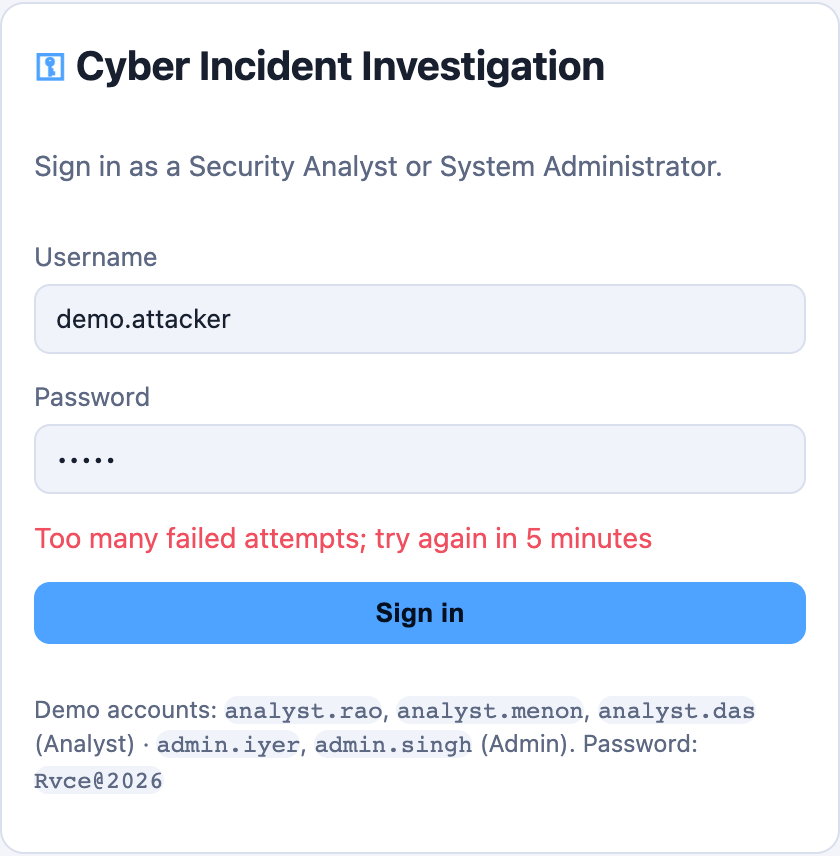 Cyber Incident Investigation
Sign in as a Security Analyst or System Administrator.
Username
demo.attacker
Password
•••••
Too many failed attempts; try again in 5 minutes
Sign in
Demo accounts: analyst.rao, analyst.menon, analyst.das
(Analyst) · admin.iyer, admin.singh (Admin). Password:
Rvce@2026